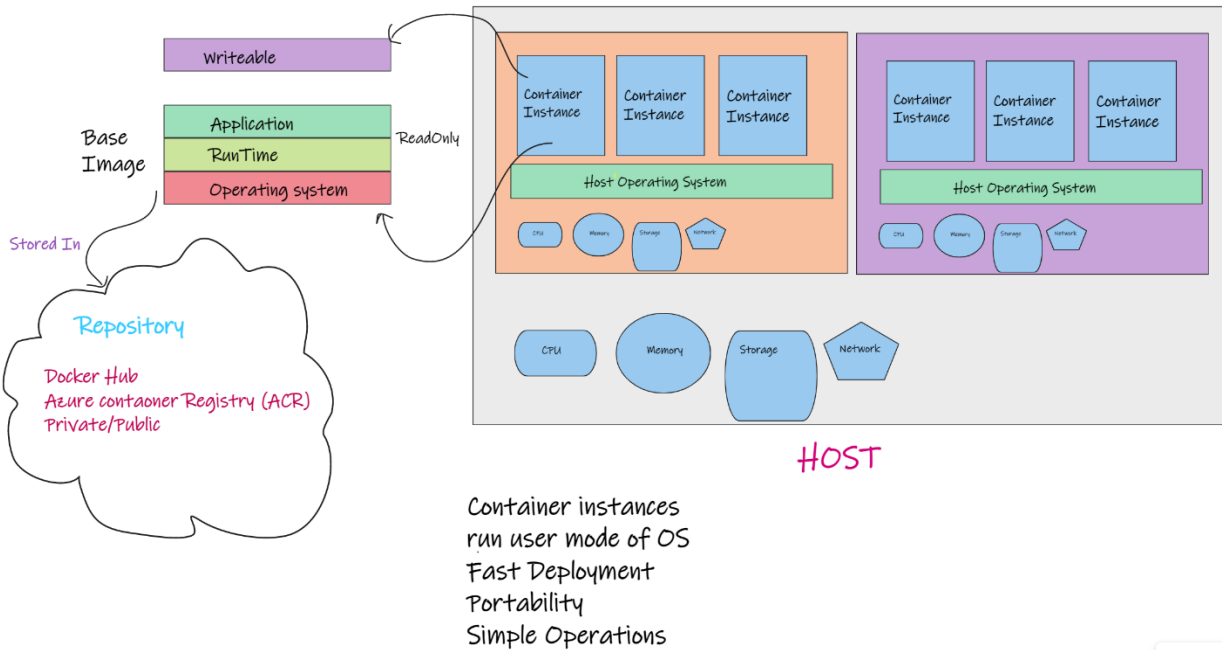 Writeable
Base
Image
Application
RunTime
Operating system
ReadOnly
Stored In
Repository
Docker Hub
Azure contaoner Registry (ACR)
Private/Public
Container
Instance
Container
Instance
Container
Instance
Host Operating System
CPU
Memory
Storage
Network
Container
Instance
Container
Instance
Container
Instance
Host Operating System
CPU
Memory
Storage
Network
CPU
Memory
Storage
Network
HOST
Container instances
run user mode of OS
Fast Deployment
Portability
Simple Operations